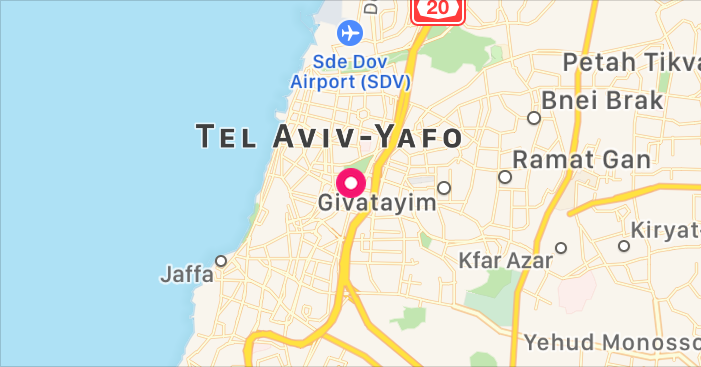 20
Do
Sde Dov
Airport (SDV)
Petah Tikva
Bnei Brak
TEL AVIV-YAFO
Ramat Gan
Givatayim
Kiryat-
Kfar Azar
Jaffa
Yehud Monosso